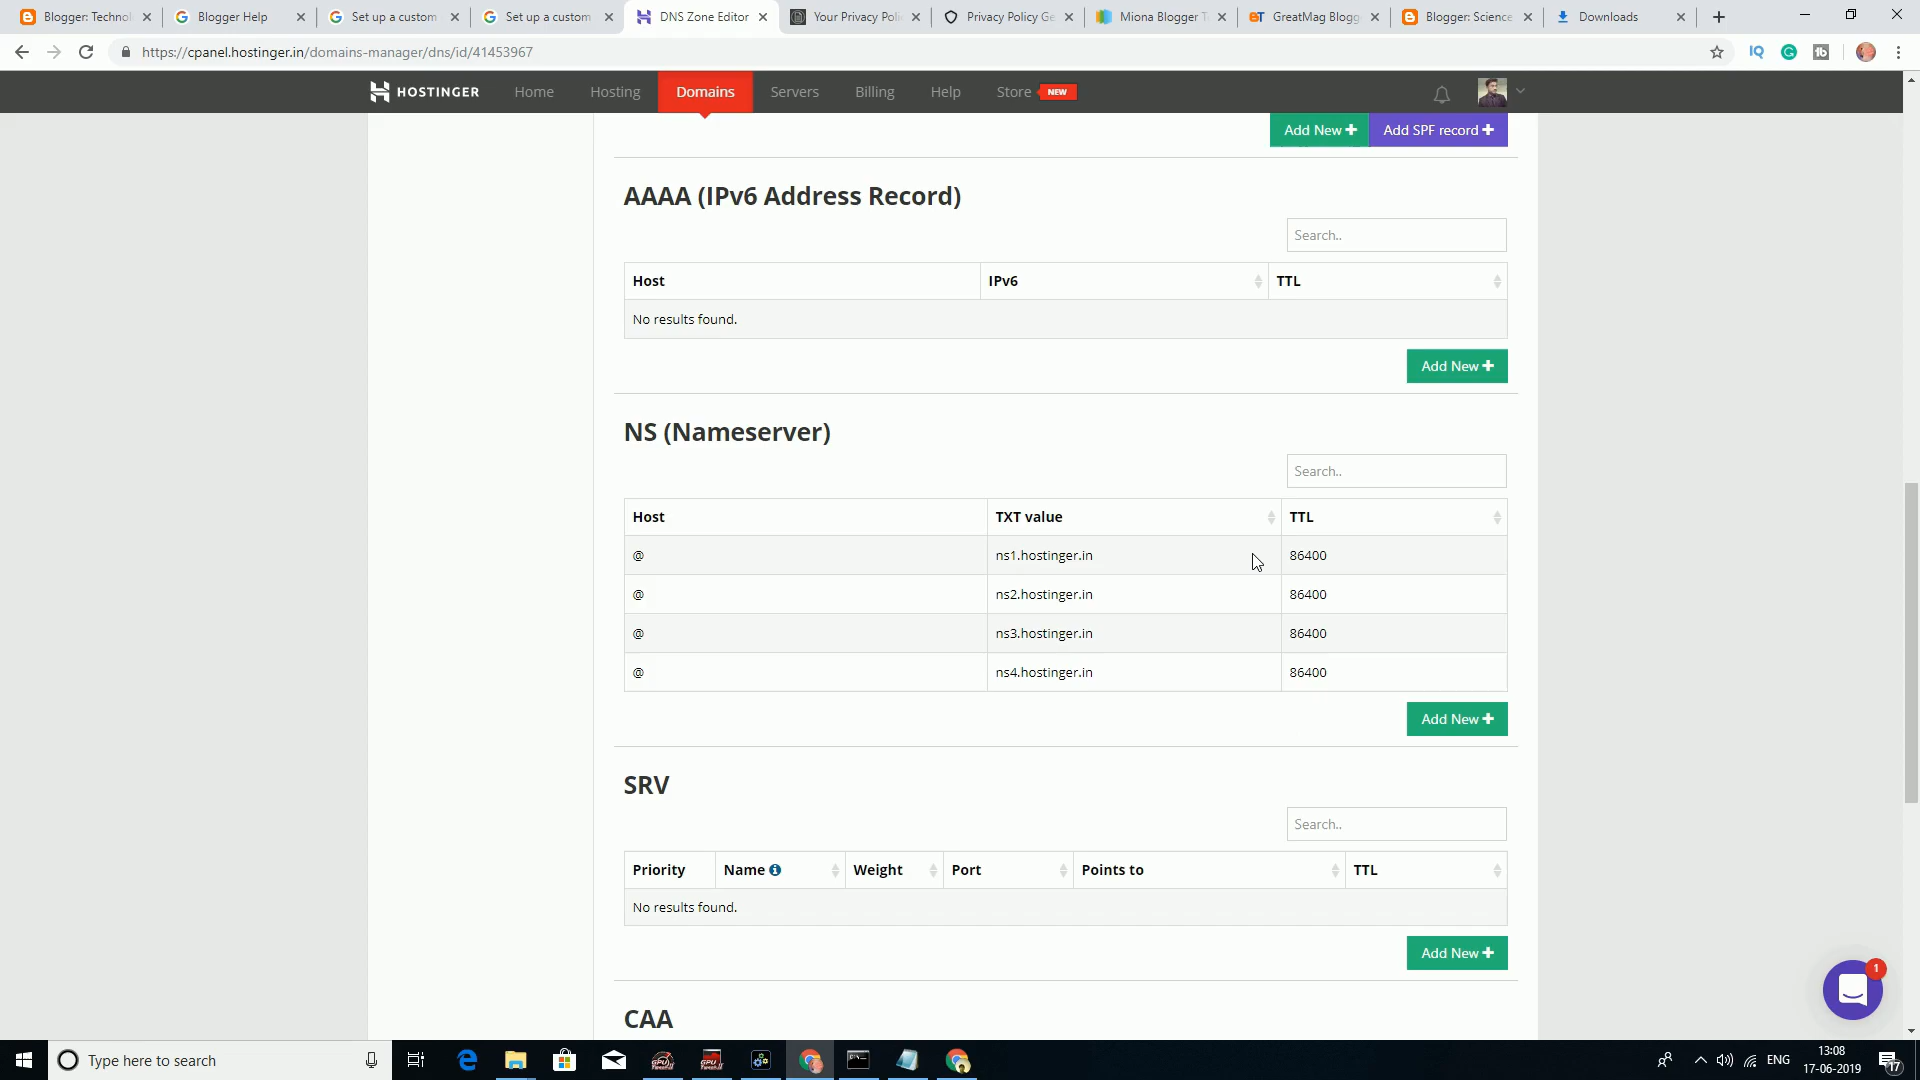 Blogger: Techno
Blogger Help
Set up a custom
Set up a custom
DNS Zone Editor
Your Privacy Poli
Privacy Policy Ge
Miona Blogger T
GreatMag Blogg
Blogger: Science
Downloads
https://cpanel.hostinger.in/domains-manager/dns/id/41453967
HOSTINGER
Home
Hosting
Domains
Servers
Billing
Help
Store NEW
Add New
Add SPF record
AAAA (IPv6 Address Record)
Search..
Host IPv6 TTL
No results found.
Add New
NS (Nameserver)
Search..
Host TXT value TTL
@ ns1.hostinger.in 86400
@ ns2.hostinger.in 86400
@ ns3.hostinger.in 86400
@ ns4.hostinger.in 86400
Add New
SRV
Search..
Priority Name Weight Port Points to TTL
No results found.
Add New
CAA
1
Type here to search
ENG
13:08
17-06-2019
17